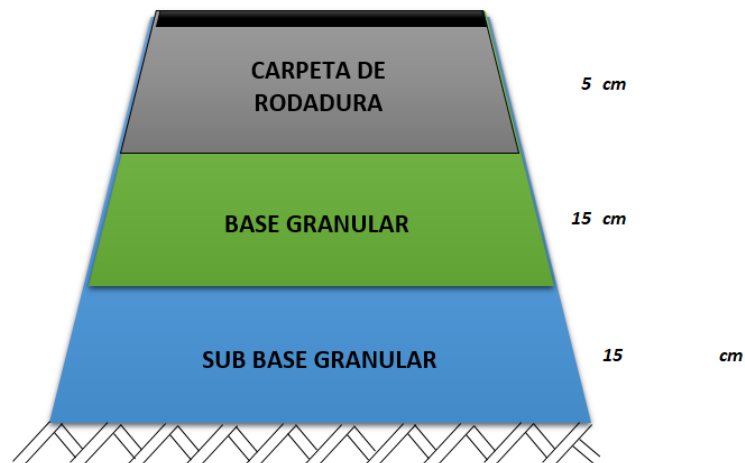 CARPETA DE
RODADURA
5 cm
BASE GRANULAR
15 cm
SUB BASE GRANULAR
15 cm